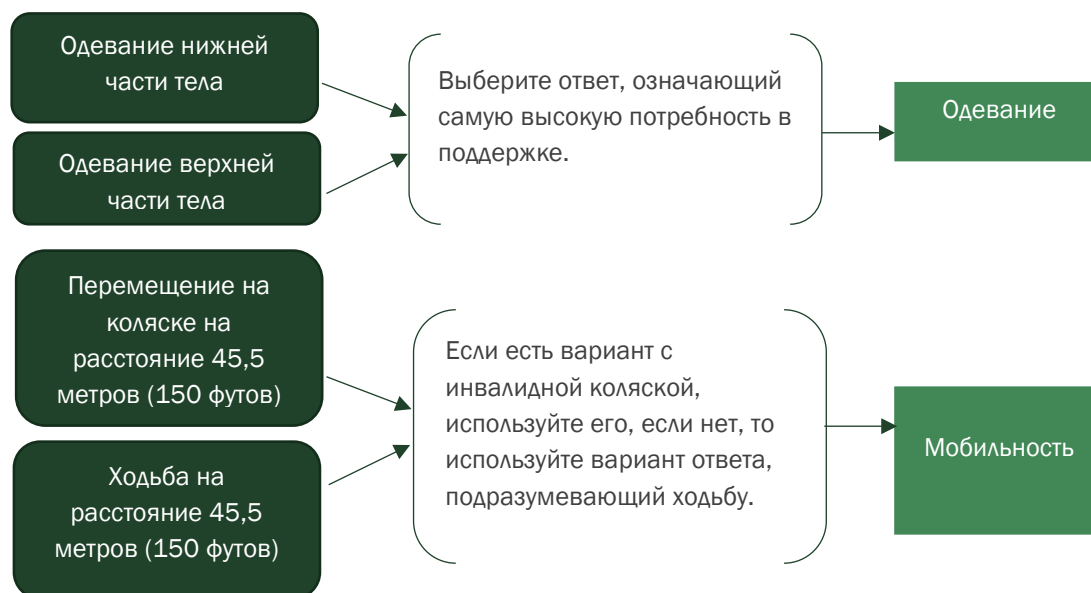 Одевание нижней
части тела
Одевание верхней
части тела
Выберите ответ, означающий
самую высокую потребность в
поддержке.
Одевание
Перемещение на
коляске на
расстояние 45,5
метров (150 футов)
Ходьба на
расстояние 45,5
метров (150 футов)
Если есть вариант с
инвалидной коляской,
используйте его, если нет, то
используйте вариант ответа,
подразумевающий ходьбу.
Мобильность